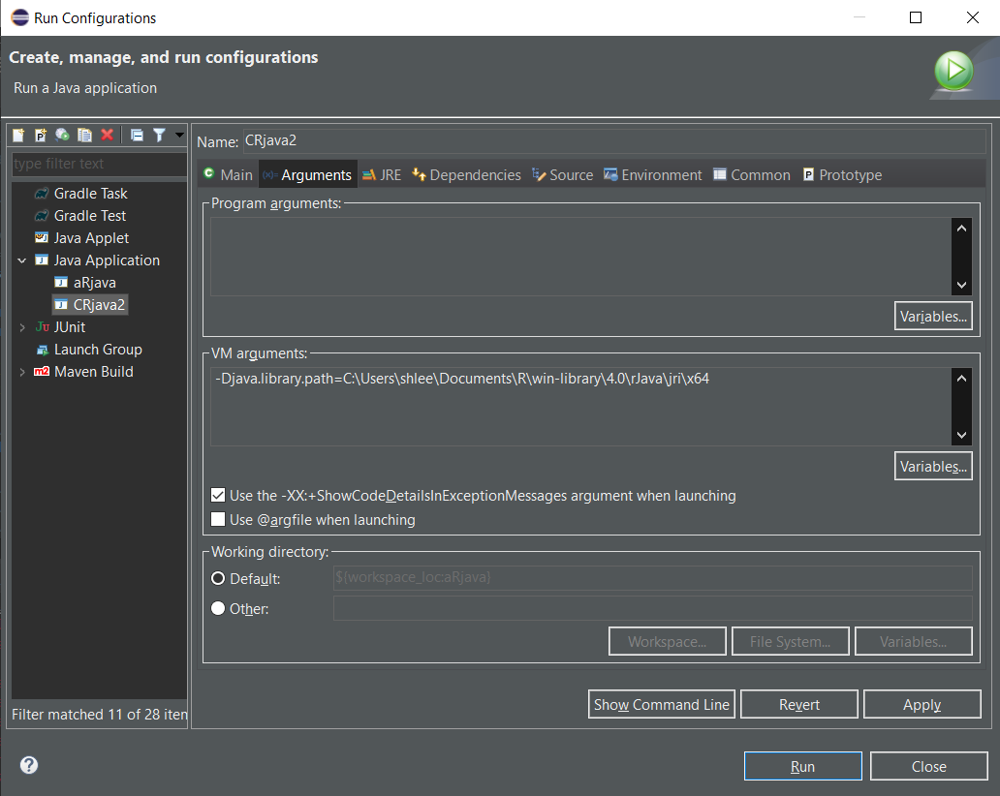 Run Configurations
Create, manage, and run configurations
Run a Java application
type filter text
Gradle Task
Gradle Test
Java Applet
Java Application
aRjava
CRjava2
JUnit
Launch Group
Maven Build
Filter matched 11 of 28 iten
Name: CRjava2
Main Arguments JRE Dependencies Source Environment Common Prototype
Program arguments:
Variables...
VM arguments:
-Djava.library.path=C:\Users\shlee\Documents\R\win-library\4.0\rJava\jri\x64
Variables...
Use the -XX:+ShowCodeDetailsInExceptionMessages argument when launching
Use @argfile when launching
Working directory:
Default: ${workspace_loc:aRjava}
Other:
Workspace... File System... Variables...
Show Command Line Revert Apply
Run Close